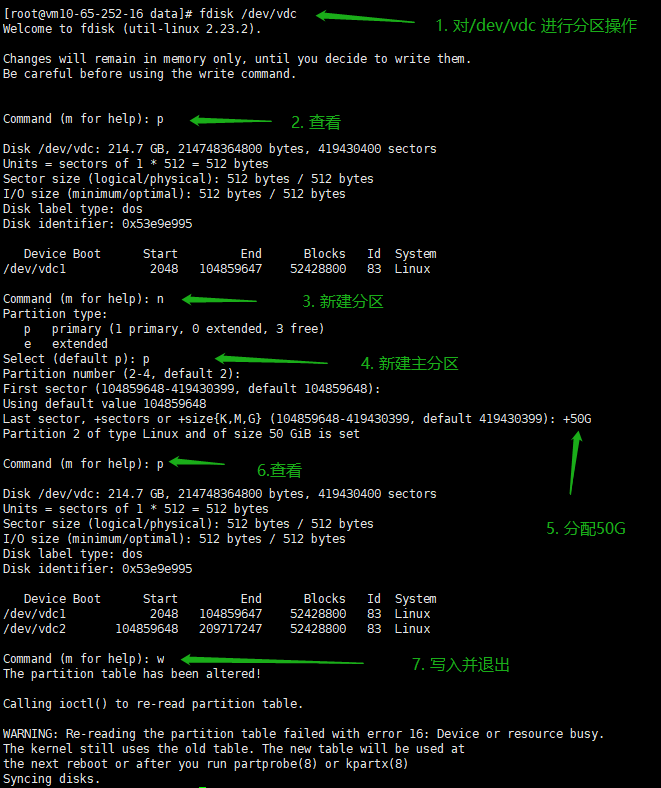 [root@vm10-65-252-16 data]# fdisk /dev/vdc
1. 对/dev/vdc 进行分区操作
Welcome to fdisk (util-linux 2.23.2).
Changes will remain in memory only, until you decide to write them.
Be careful before using the write command.
Command (m for help): p
2. 查看
Disk /dev/vdc: 214.7 GB, 214748364800 bytes, 419430400 sectors
Units = sectors of 1 * 512 = 512 bytes
Sector size (logical/physical): 512 bytes / 512 bytes
I/O size (minimum/optimal): 512 bytes / 512 bytes
Disk label type: dos
Disk identifier: 0x53e9e995
Device Boot      Start         End      Blocks   Id  System
/dev/vdc1            2048   104859647    52428800   83  Linux
Command (m for help): n
3. 新建分区
Partition type:
p   primary (1 primary, 0 extended, 3 free)
e   extended
Select (default p): p
4. 新建主分区
Partition number (2-4, default 2):
First sector (104859648-419430399, default 104859648):
Using default value 104859648
Last sector, +sectors or +size{K,M,G} (104859648-419430399, default 419430399): +50G
Partition 2 of type Linux and of size 50 GiB is set
Command (m for help): p
6.查看
Disk /dev/vdc: 214.7 GB, 214748364800 bytes, 419430400 sectors
Units = sectors of 1 * 512 = 512 bytes
Sector size (logical/physical): 512 bytes / 512 bytes
5. 分配50G
I/O size (minimum/optimal): 512 bytes / 512 bytes
Disk label type: dos
Disk identifier: 0x53e9e995
Device Boot      Start         End      Blocks   Id  System
/dev/vdc1            2048   104859647    52428800   83  Linux
/dev/vdc2       104859648   209717247    52428800   83  Linux
Command (m for help): w
7. 写入并退出
The partition table has been altered!
Calling ioctl() to re-read partition table.
WARNING: Re-reading the partition table failed with error 16: Device or resource busy.
The kernel still uses the old table. The new table will be used at
the next reboot or after you run partprobe(8) or kpartx(8)
Syncing disks.